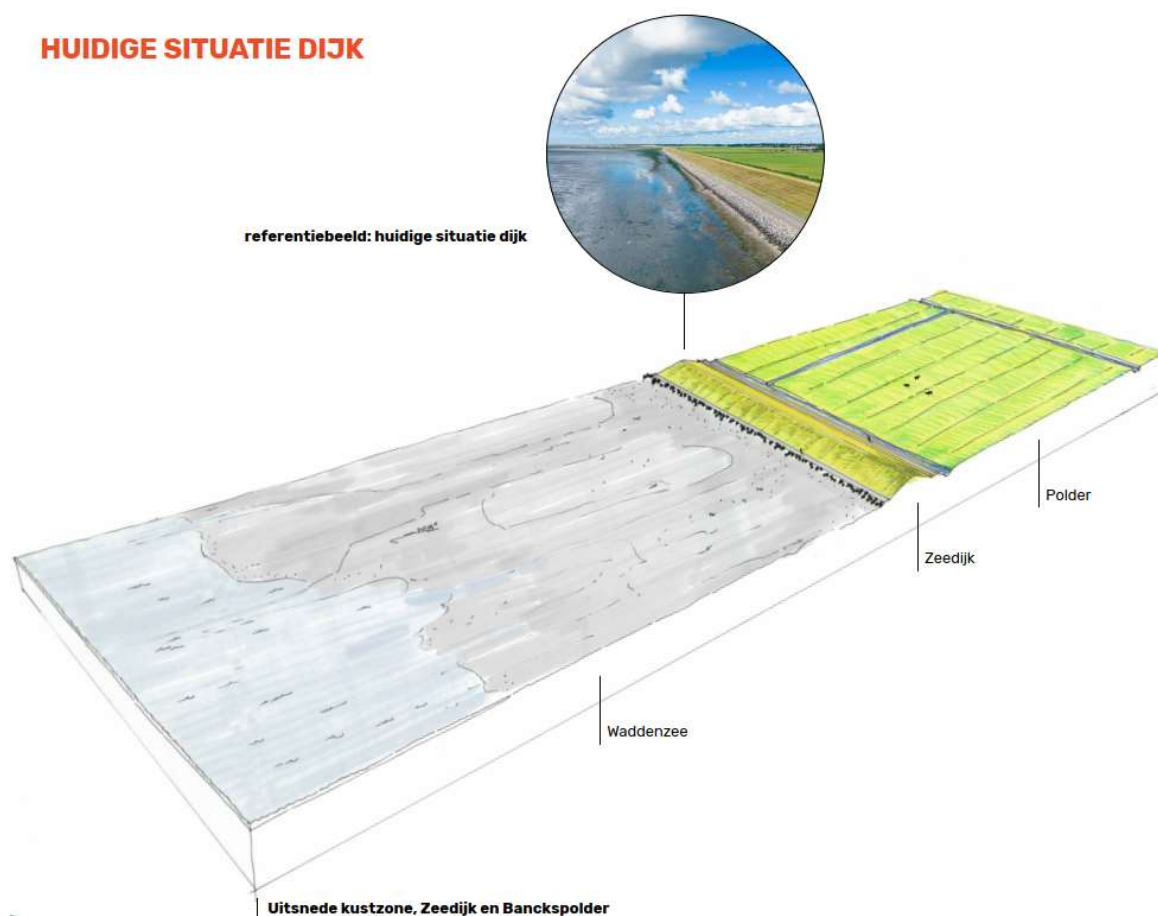 HUIDIGE SITUATIE DIJK
referentiebeeld: huidige situatie dijk
Polder
Zeedijk
Waddenzee
Uitsnede kustzone, Zeedijk en Banckspolder